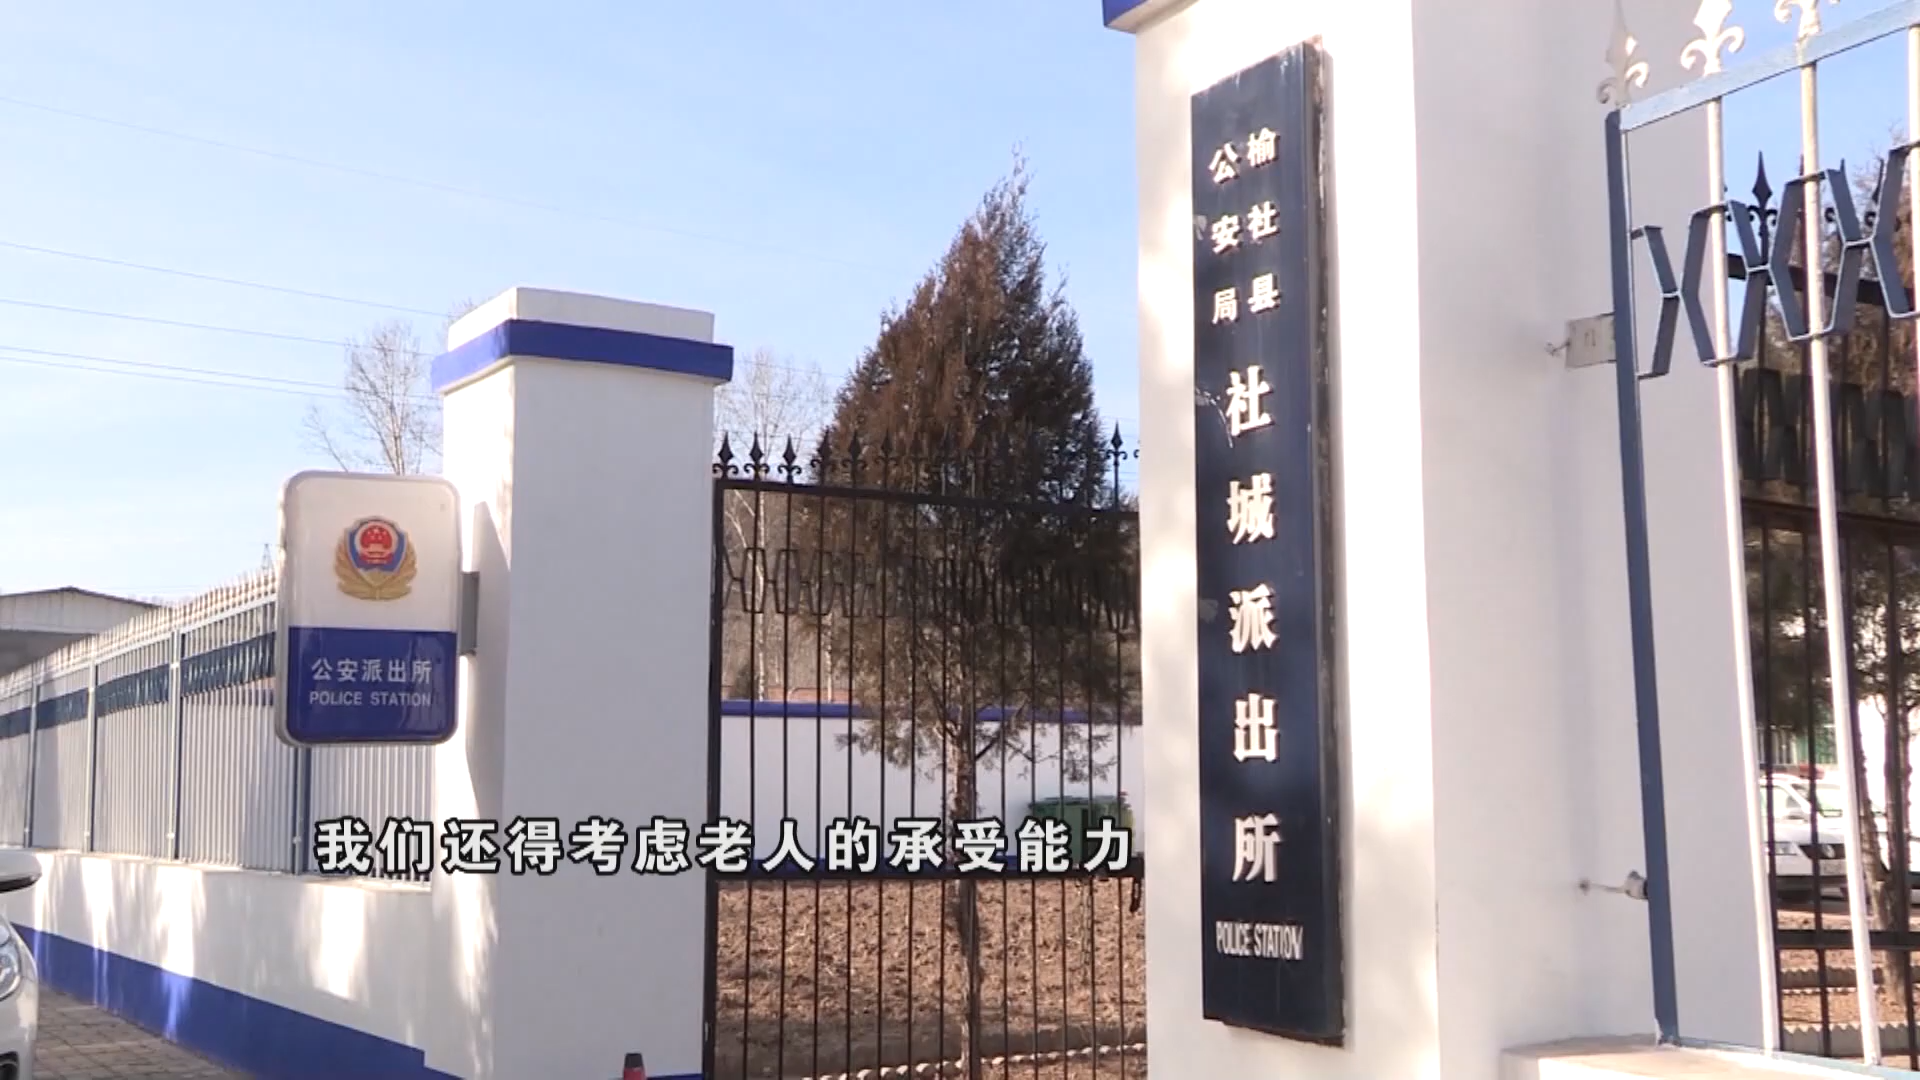 公安派出所
POLICE STATION
榆社县
公安局
社城派出所
POLICE STATION
我们还得考虑老人的承受能力